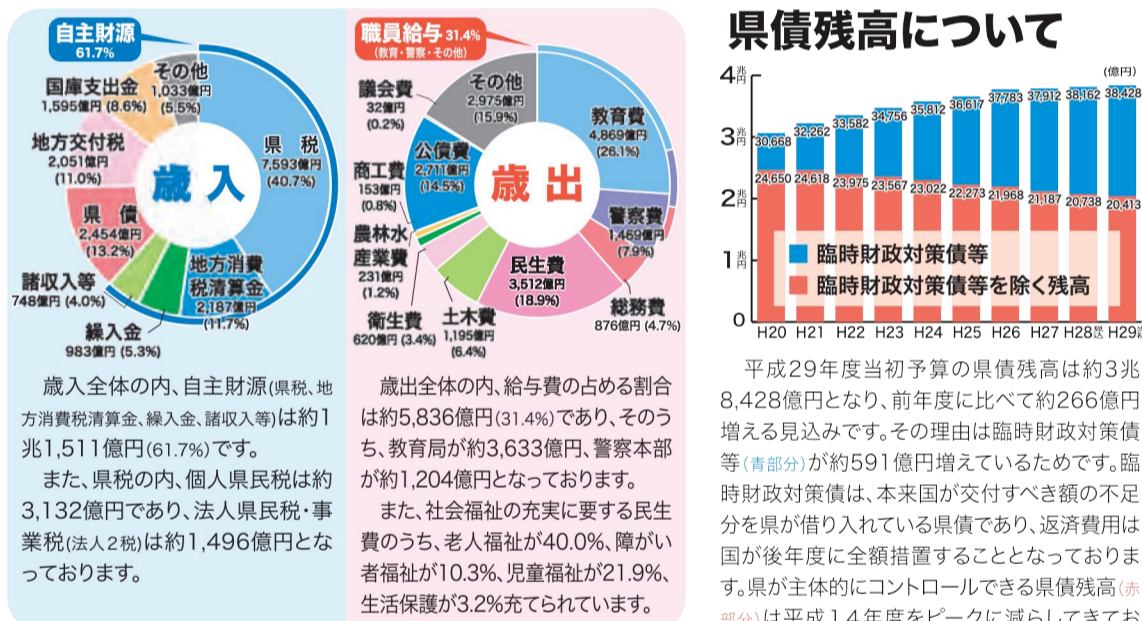 自主財源
61.7%
その他
1,033億円
(5.5%)
国庫支出金
1,595億円 (8.6%)
地方交付税
2,051億円
(11.0%)
県債
2,454億円
(13.2%)
諸収入等
748億円 (4.0%)
繰入金
983億円 (5.3%)
地方消費
税清算金
2,187億円
(11.7%)
県税
7,593億円
(40.7%)
歳入
歳入全体の内、自主財源(県税、地
方消費税清算金、繰入金、諸収入等)は約1
兆1,511億円(61.7%)です。
また、県税の内、個人県民税は約
3,132億円であり、法人県民税・事
業税(法人2税)は約1,496億円とな
っております。
職員給与 31.4%
(教育・警察・その他)
その他
2,975億円
(15.9%)
議会費
32億円
(0.2%)
公債費
2,711億円
(14.5%)
商工費
153億円
(0.8%)
農林水
産業費
231億円
(1.2%)
衛生費
620億円 (3.4%)
土木費
1,195億円
(6.4%)
民生費
3,512億円
(18.9%)
総務費
876億円 (4.7%)
警察費
1,469億円
(7.9%)
教育費
4,869億円
(26.1%)
歳出
歳出全体の内、給与費の占める割合
は約5,836億円(31.4%)であり、そのう
ち、教育局が約3,633億円、警察本部
が約1,204億円となっております。
また、社会福祉の充実に要する民生
費のうち、老人福祉が40.0%、障がい
者福祉が10.3%、児童福祉が21.9%、
生活保護が3.2%充てられています。
県債残高について
(億円)
4兆円
3兆円
2兆円
1兆円
0
30,668 32,262 33,582 34,756 35,812 36,617 37,783 37,912 38,162 38,428
24,650 24,618 23,975 23,567 23,022 22,273 21,968 21,187 20,738 20,413
臨時財政対策債等
臨時財政対策債等を除く残高
H20 H21 H22 H23 H24 H25 H26 H27 H28 H29
平成29年度当初予算の県債残高は約3兆
8,428億円となり、前年度に比べて約266億円
増える見込みです。その理由は臨時財政対策債
等(青部分)が約591億円増えているためです。臨
時財政対策債は、本来国が交付すべき額の不足
分を県が借り入れている県債であり、返済費用は
国が後年度に全額措置することとなっておりま
す。県が主体的にコントロールできる県債残高(赤
部分)は平成14年度をピークに減らしてきてお